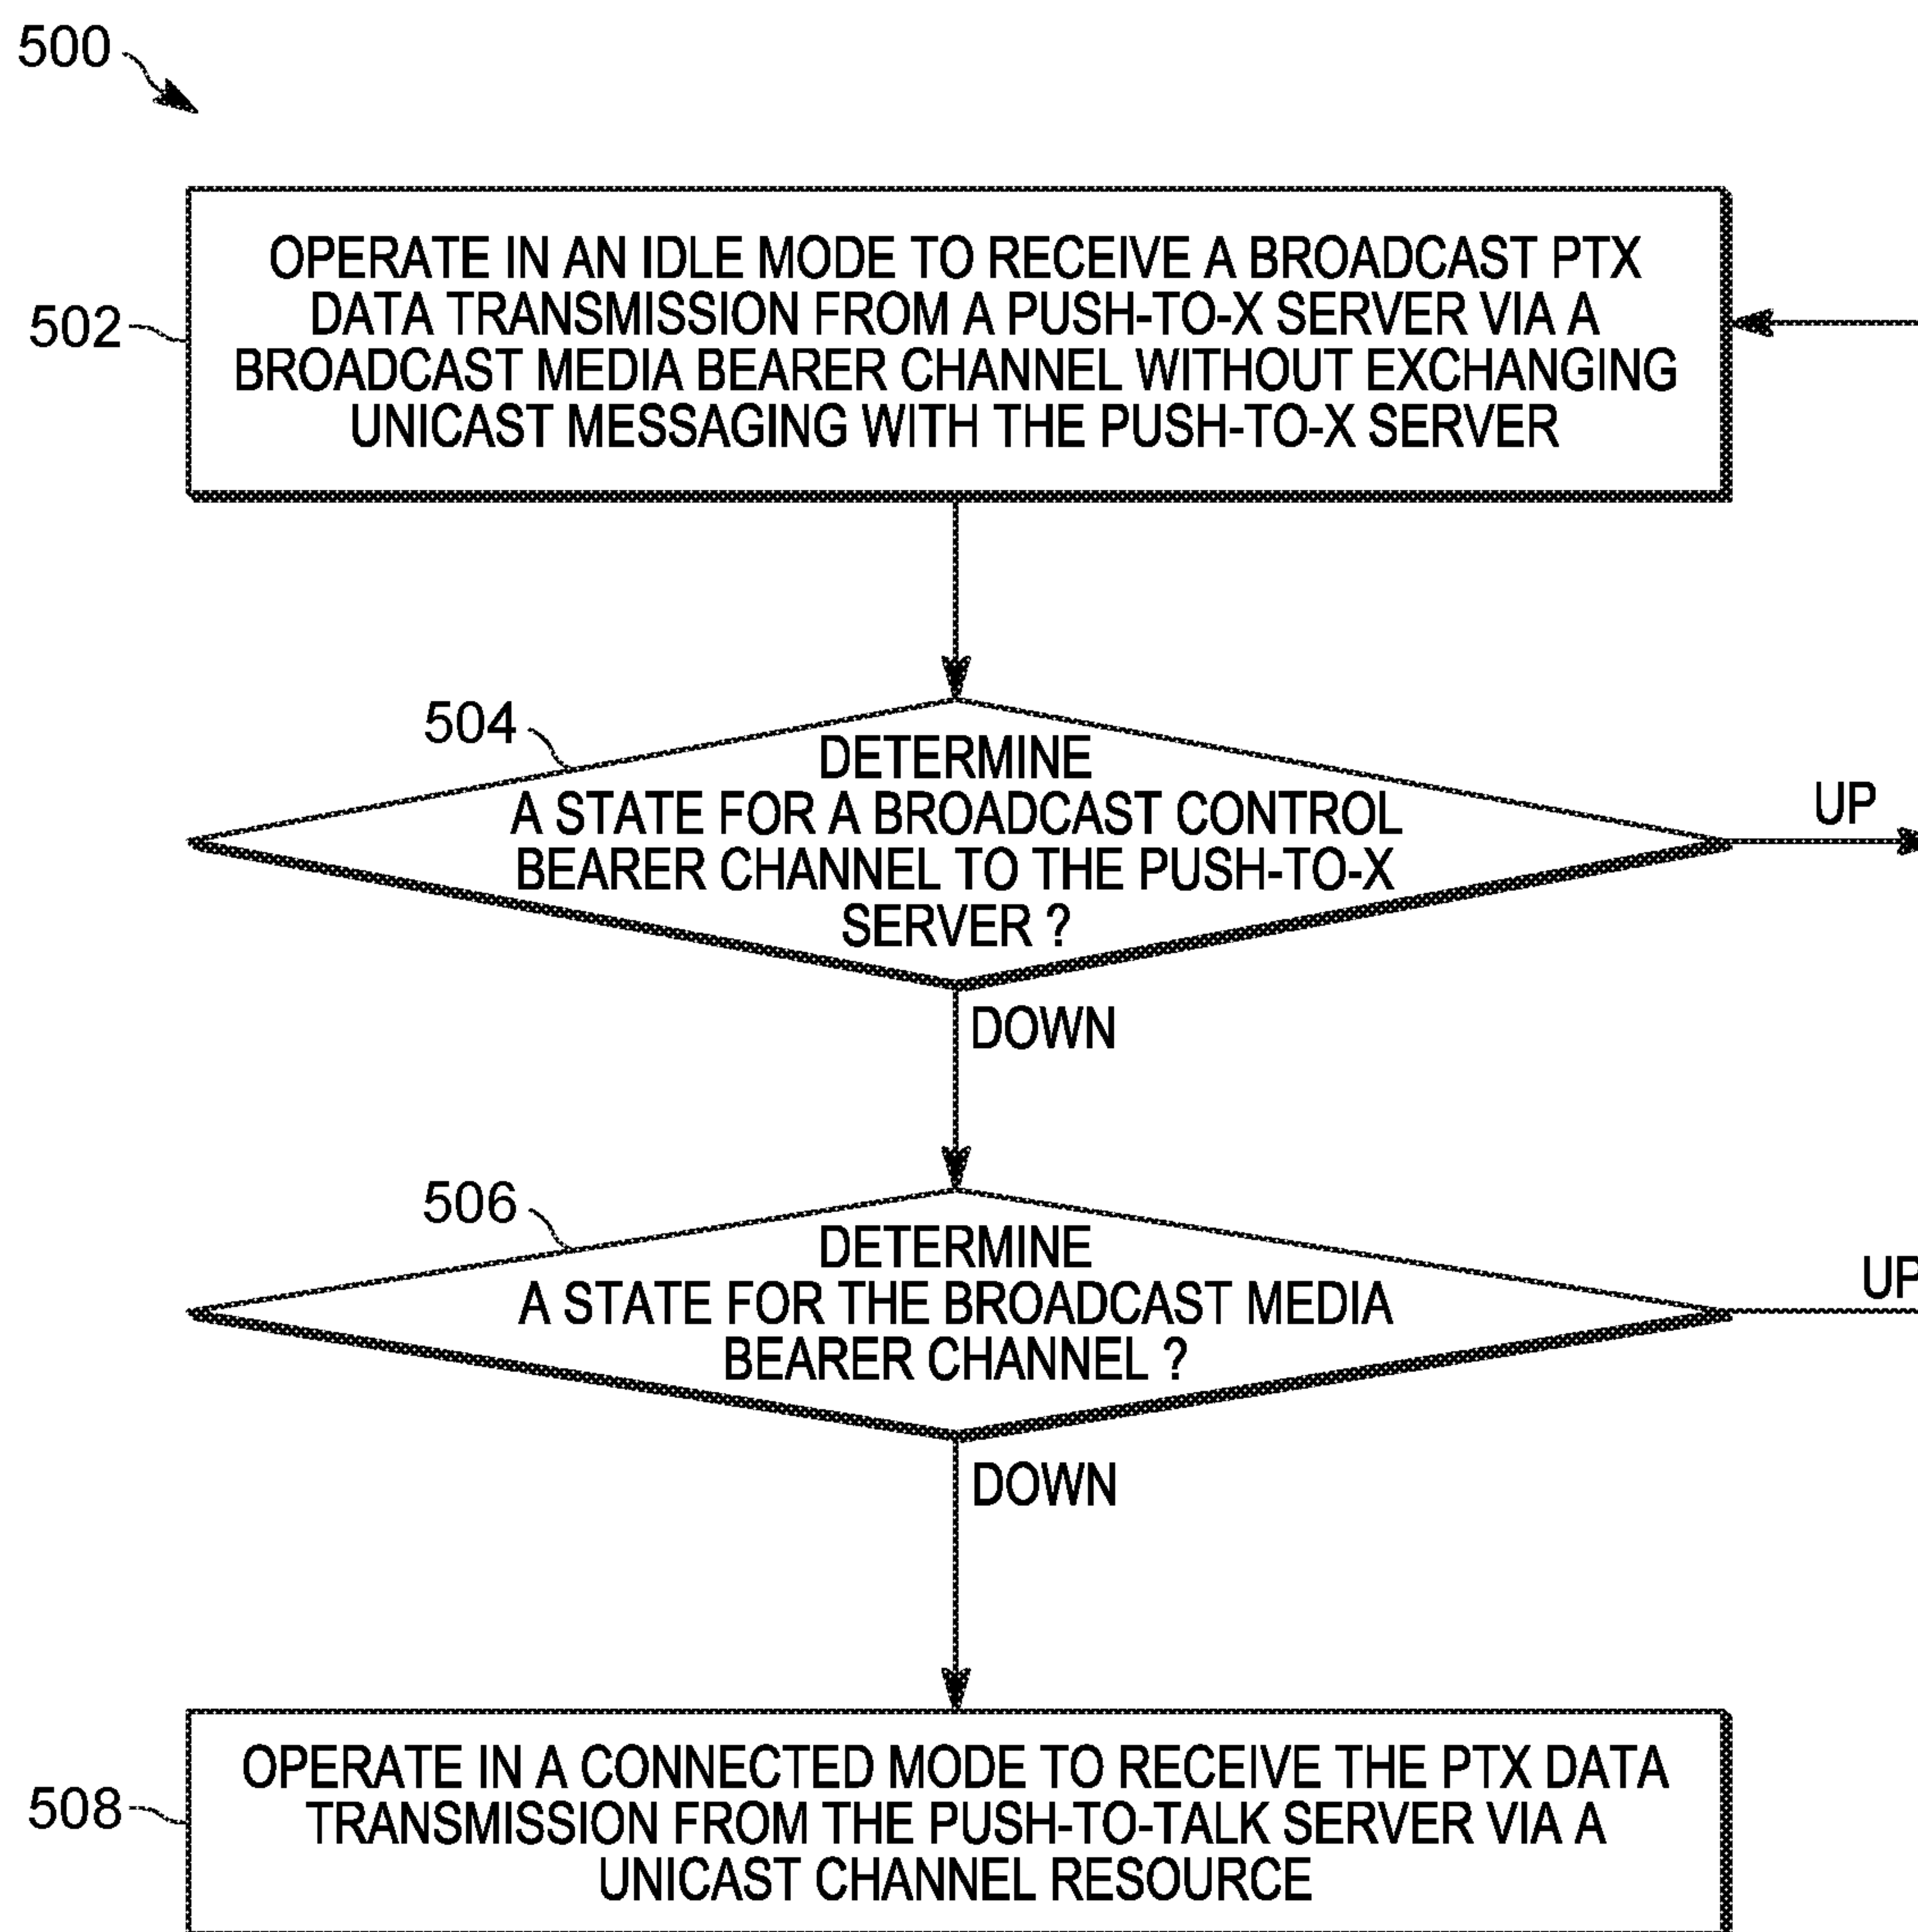 500
502
OPERATE IN AN IDLE MODE TO RECEIVE A BROADCAST PTX
DATA TRANSMISSION FROM A PUSH-TO-X SERVER VIA A
BROADCAST MEDIA BEARER CHANNEL WITHOUT EXCHANGING
UNICAST MESSAGING WITH THE PUSH-TO-X SERVER
504
DETERMINE
A STATE FOR A BROADCAST CONTROL
BEARER CHANNEL TO THE PUSH-TO-X
SERVER ?
UP
DOWN
506
DETERMINE
A STATE FOR THE BROADCAST MEDIA
BEARER CHANNEL ?
UP
DOWN
508
OPERATE IN A CONNECTED MODE TO RECEIVE THE PTX DATA
TRANSMISSION FROM THE PUSH-TO-TALK SERVER VIA A
UNICAST CHANNEL RESOURCE